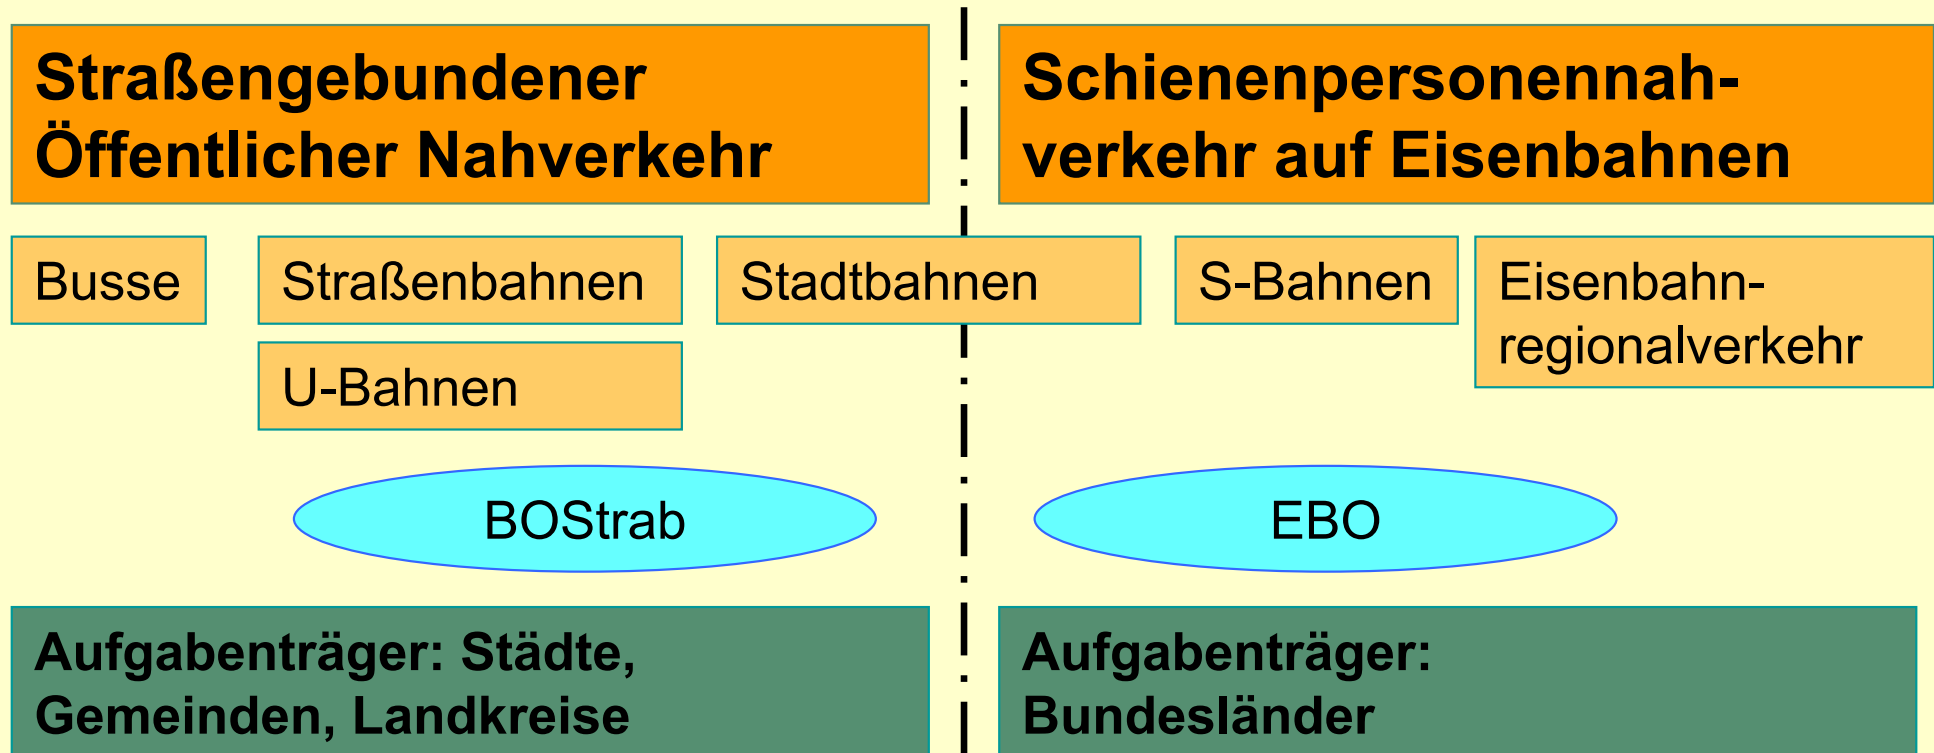 Straßengebundener
Öffentlicher Nahverkehr
Schienenpersonennah-
verkehr auf Eisenbahnen
Busse
Straßenbahnen
Stadtbahnen
S-Bahnen
Eisenbahn-
regionalverkehr
U-Bahnen
BOStrab
EBO
Aufgabenträger: Städte,
Gemeinden, Landkreise
Aufgabenträger:
Bundesländer